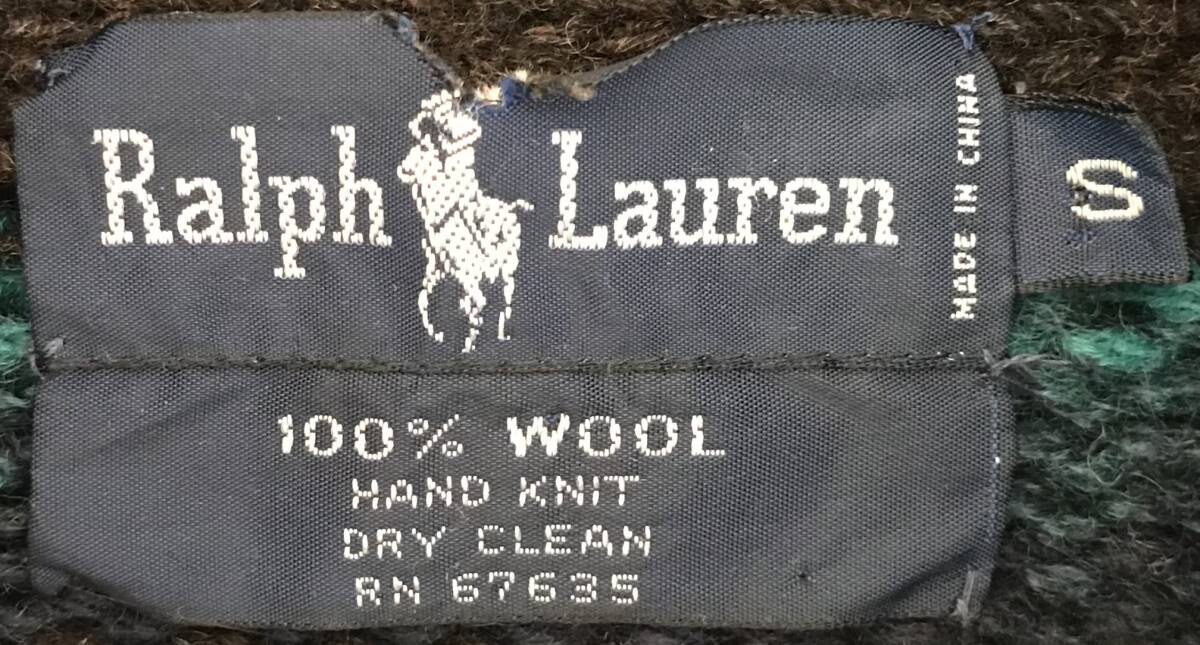 Ralph Lauren
MADE IN CHINA
S
100% WOOL
HAND KNIT
DRY CLEAN
RN 67635